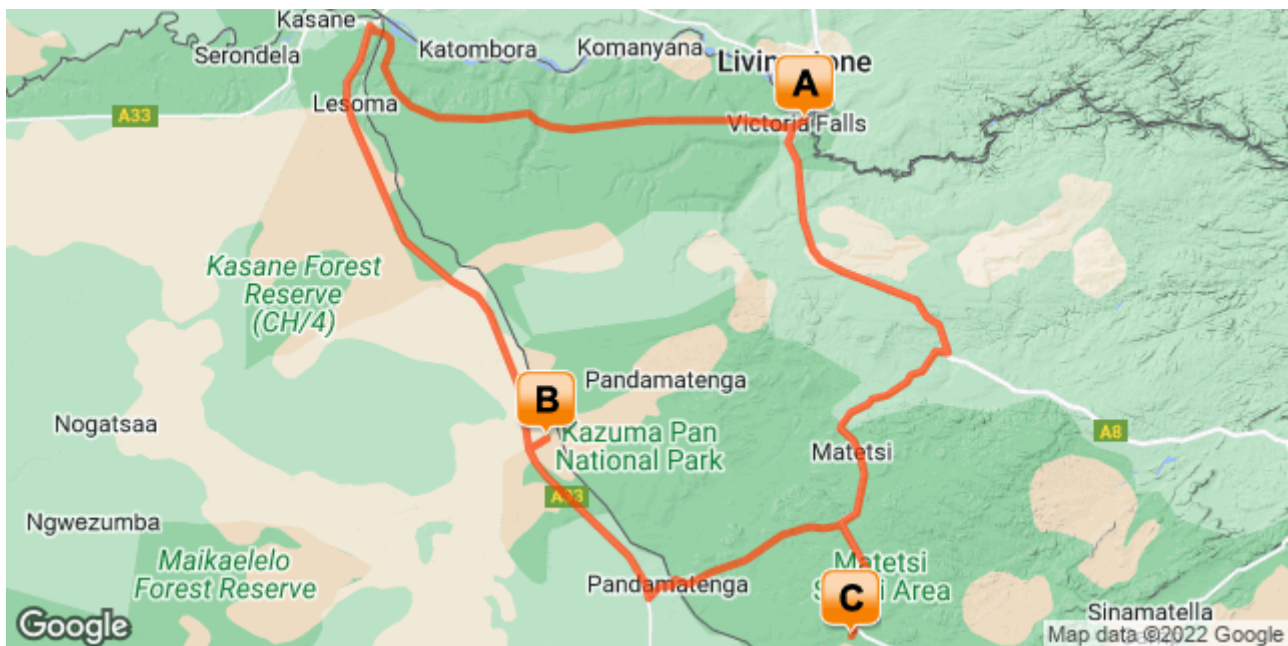 Kasane
Serondela
Katombora
Komanyana
A
Lesoma
A33
Victoria Falls
Kasane Forest
Reserve
(CH/4)
B
Pandamatenga
Nogatsaa
Kazuma Pan
National Park
A8
Matetsi
Ngwezumba
Maikaelelo
Forest Reserve
Pandamatenga
Matetsi
Area
C
Sinamatella
Google
Map data ©2022 Google